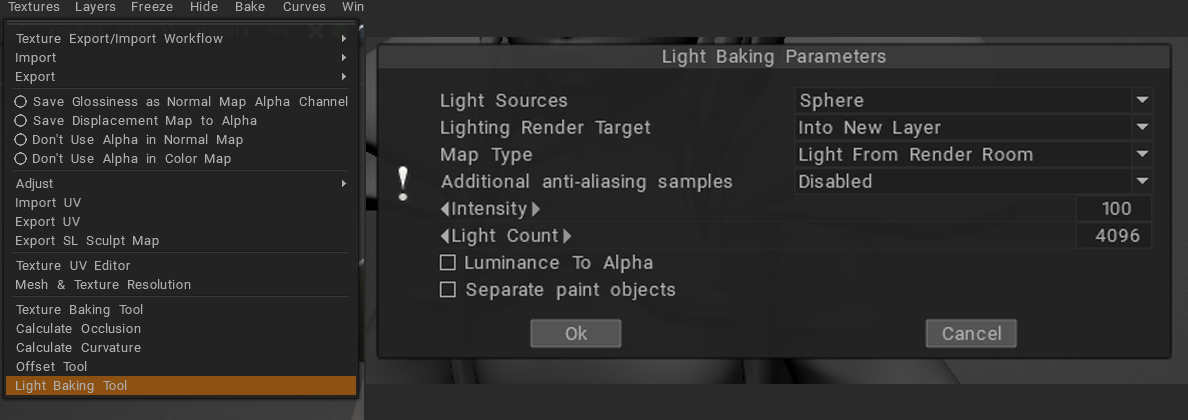 Textures Layers Freeze Hide Bake Curves Win
Texture Export/Import Workflow
Import
Export
Save Glossiness as Normal Map Alpha Channel
Save Displacement Map to Alpha
Don't Use Alpha in Normal Map
Don't Use Alpha in Color Map
Adjust
Import UV
Export UV
Export SL Sculpt Map
Texture UV Editor
Mesh & Texture Resolution
Texture Baking Tool
Calculate Occlusion
Calculate Curvature
Offset Tool
Light Baking Tool
Light Baking Parameters
Light Sources Sphere
Lighting Render Target Into New Layer
Map Type Light From Render Room
Additional anti-aliasing samples Disabled
Intensity 100
Light Count 4096
Luminance To Alpha
Separate paint objects
Ok Cancel